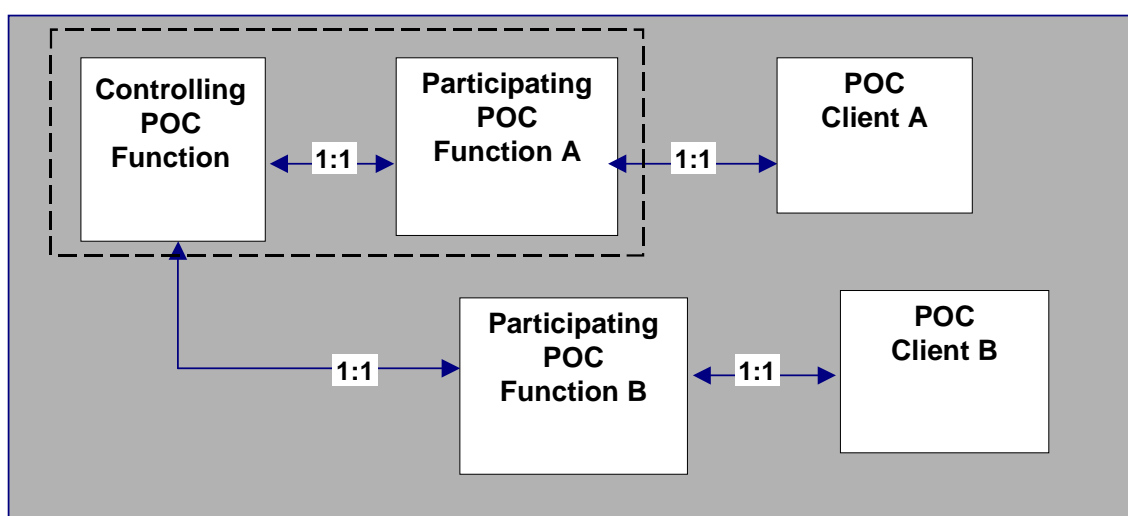 Controlling
POC
Function
1:1
Participating
POC
Function A
1:1
POC
Client A
1:1
Participating
POC
Function B
1:1
POC
Client B